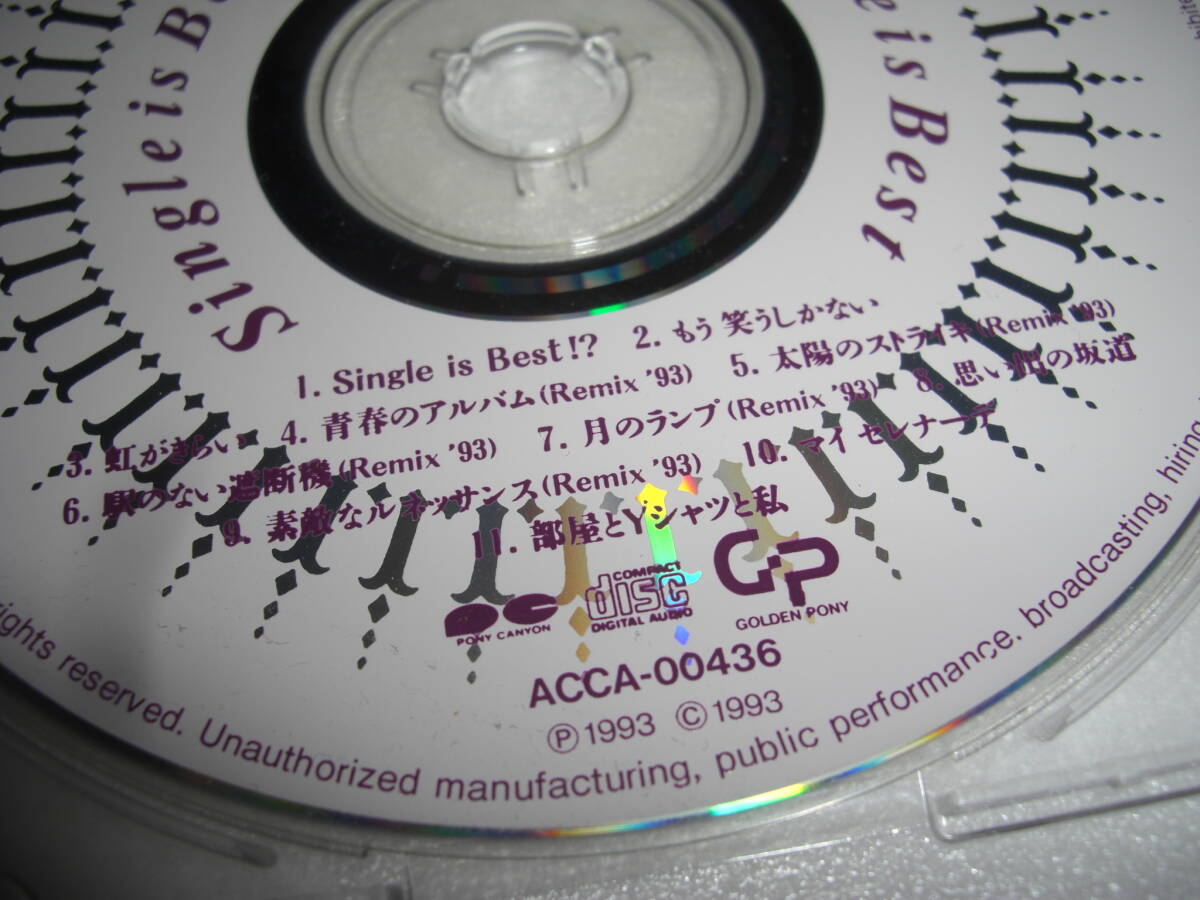 Single is Best
1. Single is Best!? 2. もう笑うしかない
3. 虹がきらい 4. 青春のアルバム(Remix '93) 5. 太陽のストライキ(Remix '93)
6. 駅のない遮断機(Remix '93) 7. 月のランプ(Remix '93) 8. 思い出の坂道
9. 素敵なルネッサンス(Remix '93) 10. マイ セレナーデ
11. 部屋とYシャツと私
PONY CANYON
COMPACT
disc
DIGITAL AUDIO
GP
GOLDEN PONY
ACCA-00436
Ⓟ1993 Ⓒ1993
rights reserved. Unauthorized manufacturing, public performance, broadcasting, hiring